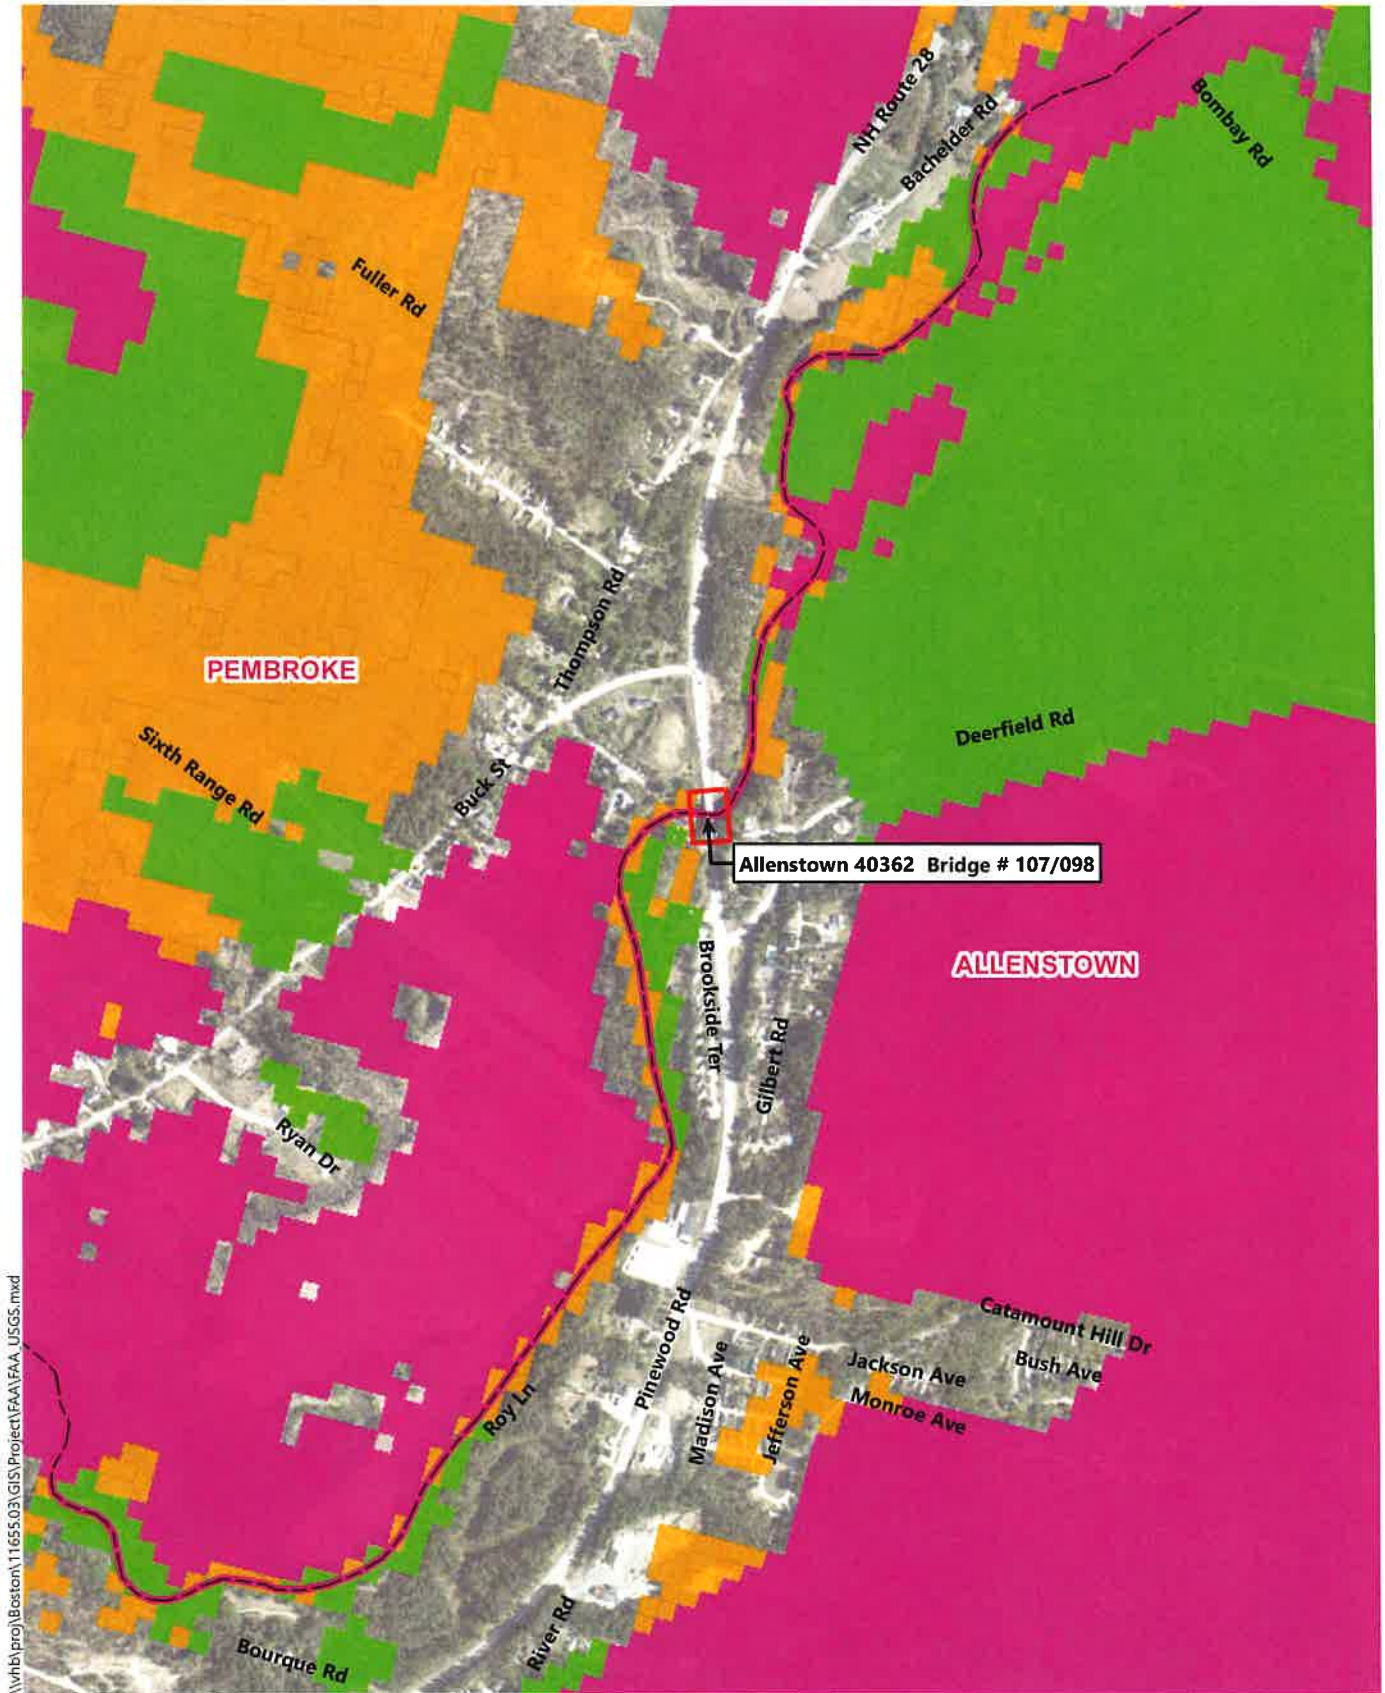 NH Route 28
Bachelder Rd
Bombay Rd
Fuller Rd
Thompson Rd
PEMBROKE
Sixth Range Rd
Buck St
Deerfield Rd
Allenstown 40362 Bridge # 107/098
ALLENSTOWN
Brookside Ter
Gilbert Rd
Ryan Dr
Catamount Hill Dr
Pinewood Rd
Madison Ave
Jefferson Ave
Jackson Ave
Bush Ave
Monroe Ave
Roy Ln
River Rd
Bourque Rd
\\vhb\proj\Boston\11655.03\GIS\Project\FAA\FAA_USGS.mxd